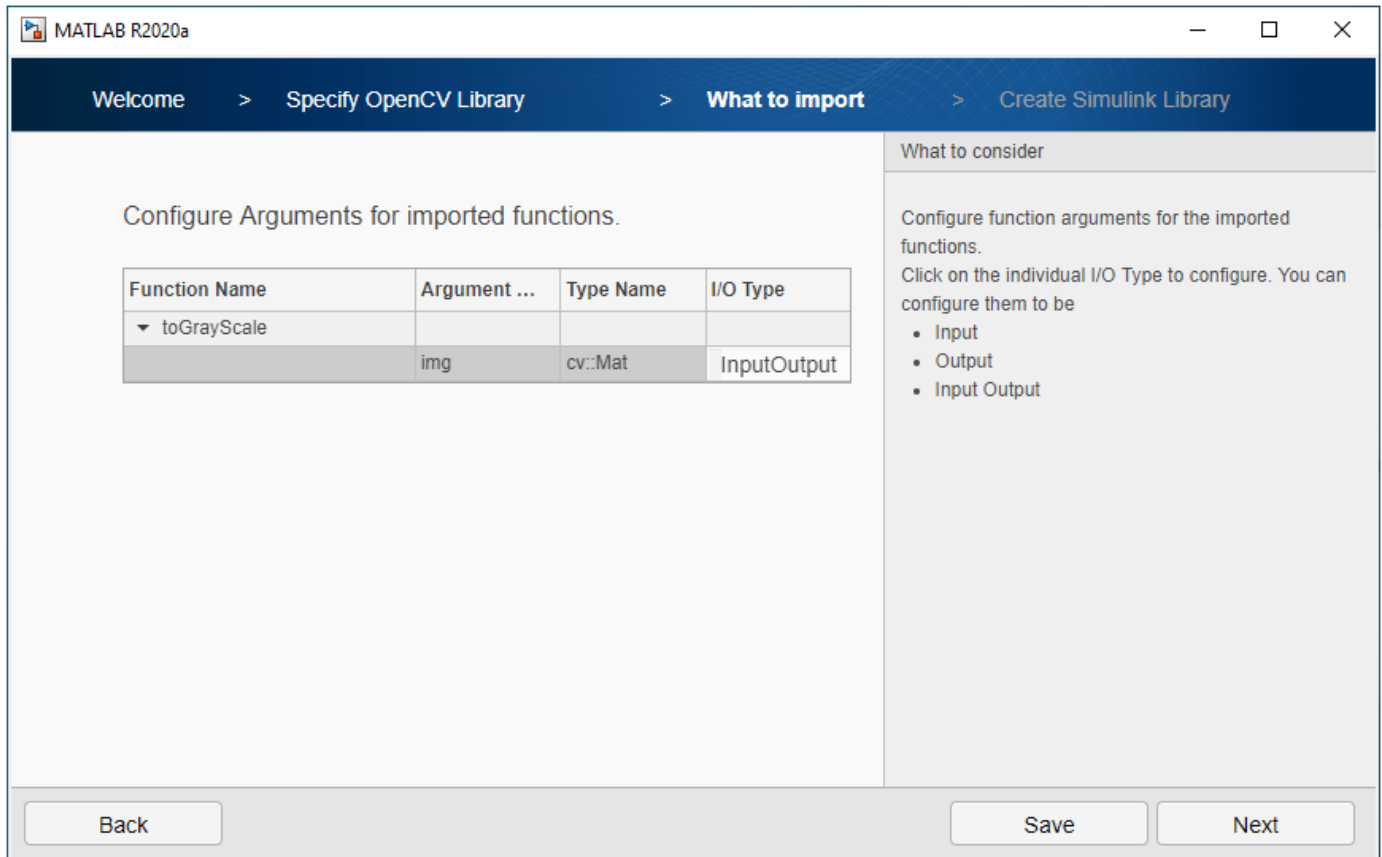 MATLAB R2020a
Welcome > Specify OpenCV Library > What to import > Create Simulink Library
Configure Arguments for imported functions.
Function Name Argument ... Type Name I/O Type
toGrayScale
img cv::Mat InputOutput
What to consider
Configure function arguments for the imported
functions.
Click on the individual I/O Type to configure. You can
configure them to be
• Input
• Output
• Input Output
Back Save Next